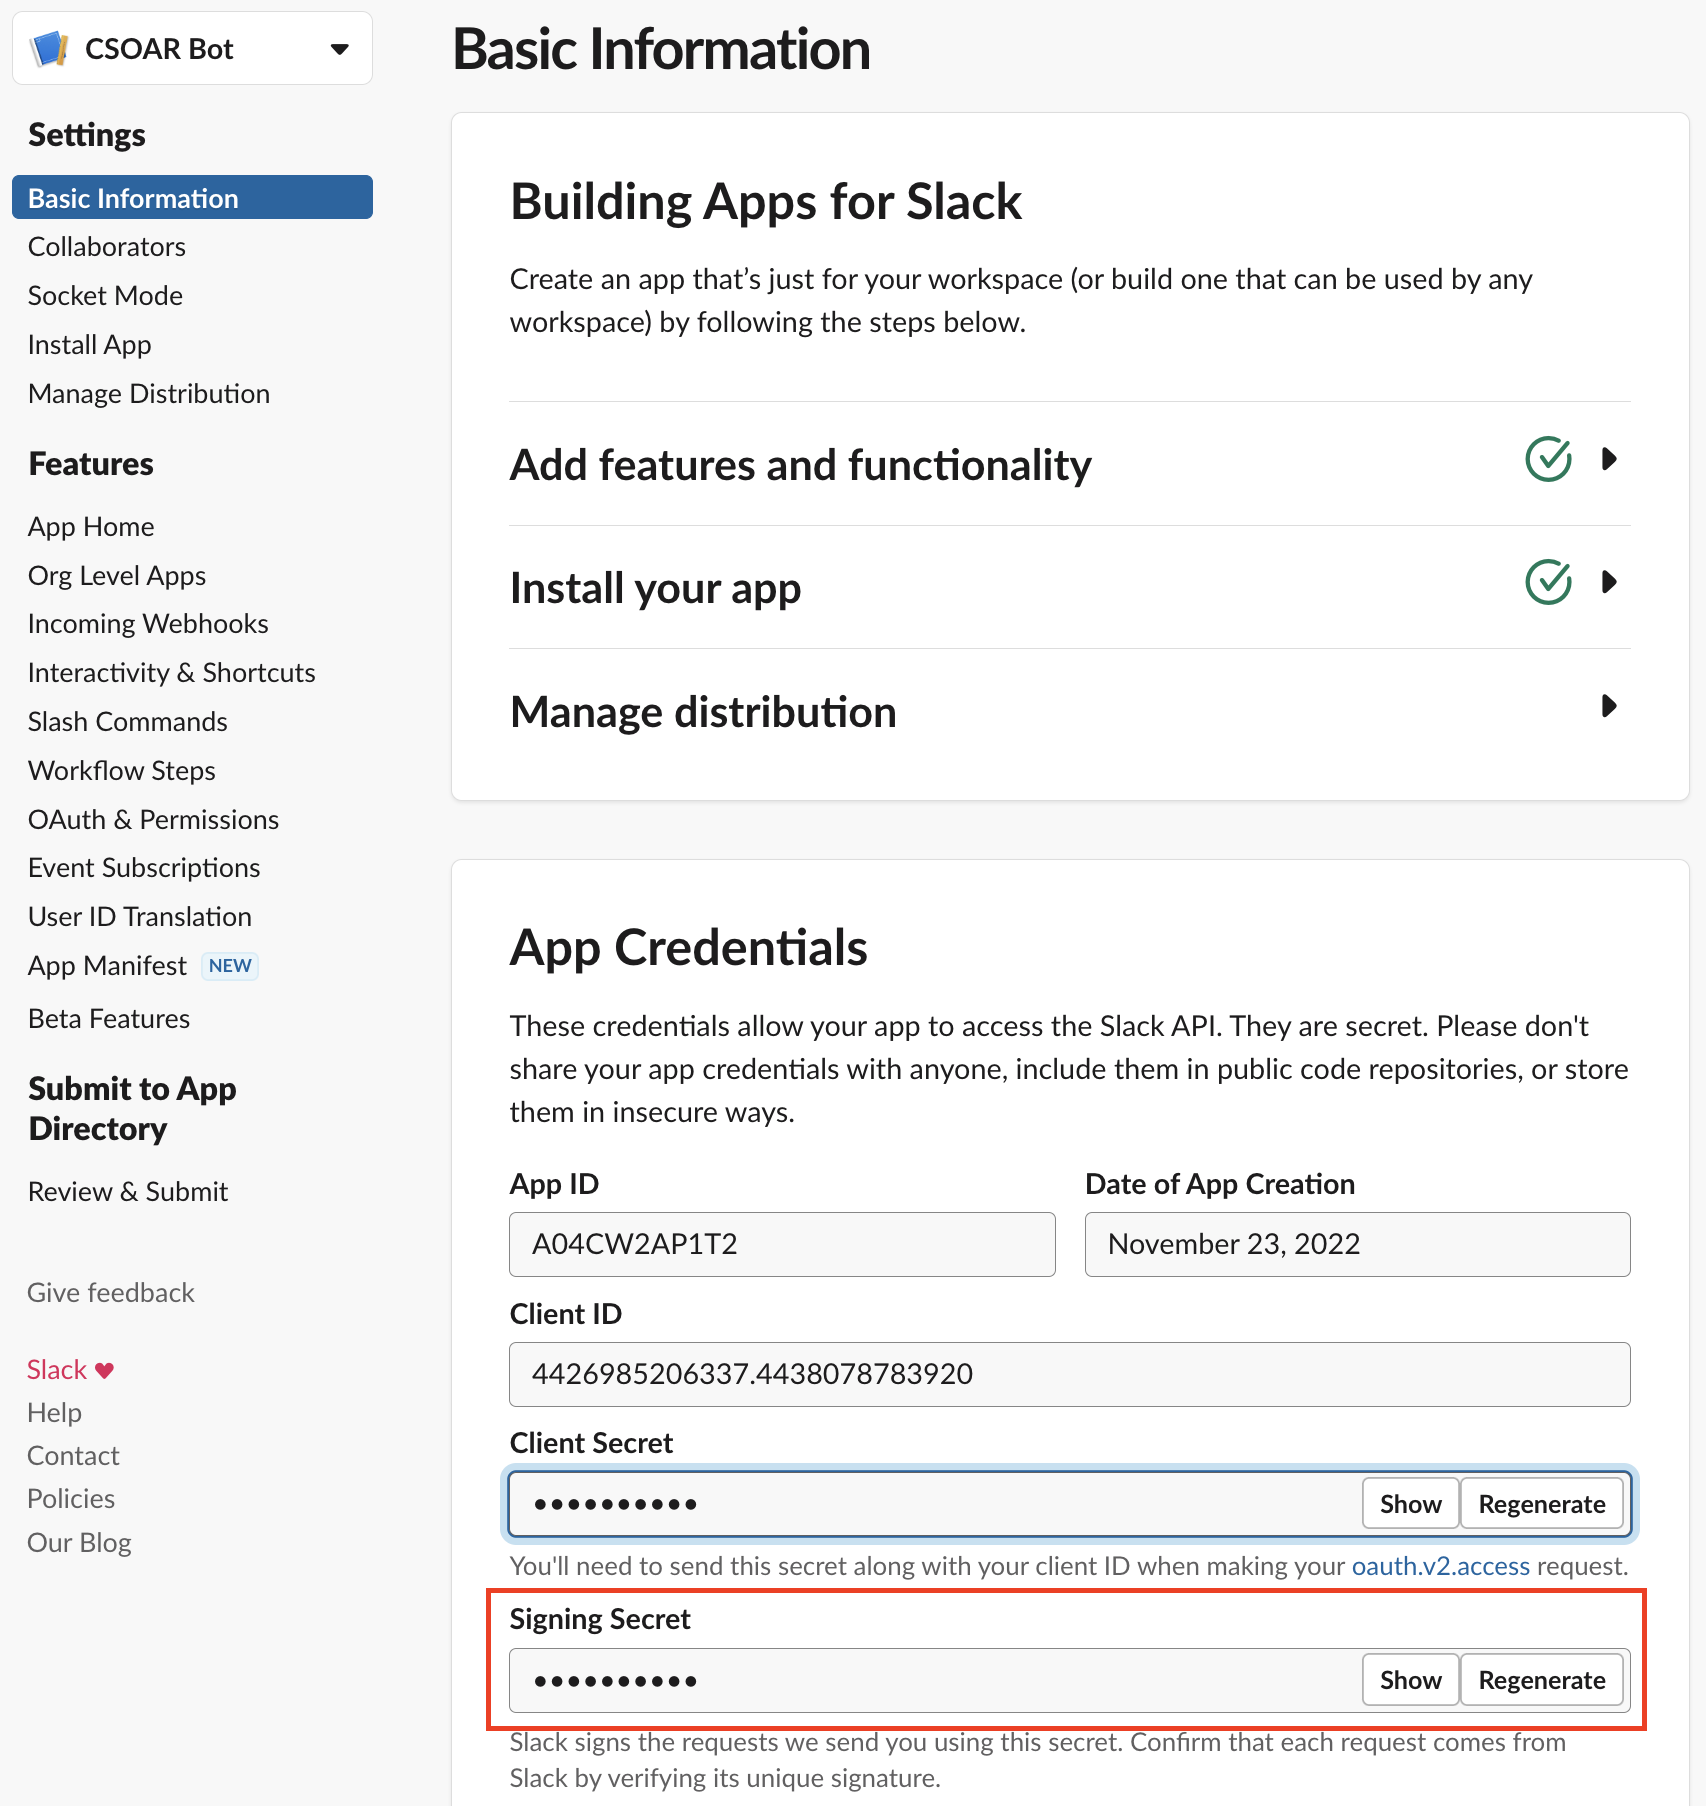 CSOAR Bot
Settings
Basic Information
Collaborators
Socket Mode
Install App
Manage Distribution
Features
App Home
Org Level Apps
Incoming Webhooks
Interactivity & Shortcuts
Slash Commands
Workflow Steps
OAuth & Permissions
Event Subscriptions
User ID Translation
App Manifest NEW
Beta Features
Submit to App
Directory
Review & Submit
Give feedback
Slack ♥
Help
Contact
Policies
Our Blog
Basic Information
Building Apps for Slack
Create an app that’s just for your workspace (or build one that can be used by any
workspace) by following the steps below.
Add features and functionality
Install your app
Manage distribution
App Credentials
These credentials allow your app to access the Slack API. They are secret. Please don't
share your app credentials with anyone, include them in public code repositories, or store
them in insecure ways.
App ID
A04CW2AP1T2
Date of App Creation
November 23, 2022
Client ID
4426985206337.4438078783920
Client Secret
•••••••••• Show Regenerate
You'll need to send this secret along with your client ID when making your oauth.v2.access request.
Signing Secret
•••••••••• Show Regenerate
Slack signs the requests we send you using this secret. Confirm that each request comes from
Slack by verifying its unique signature.